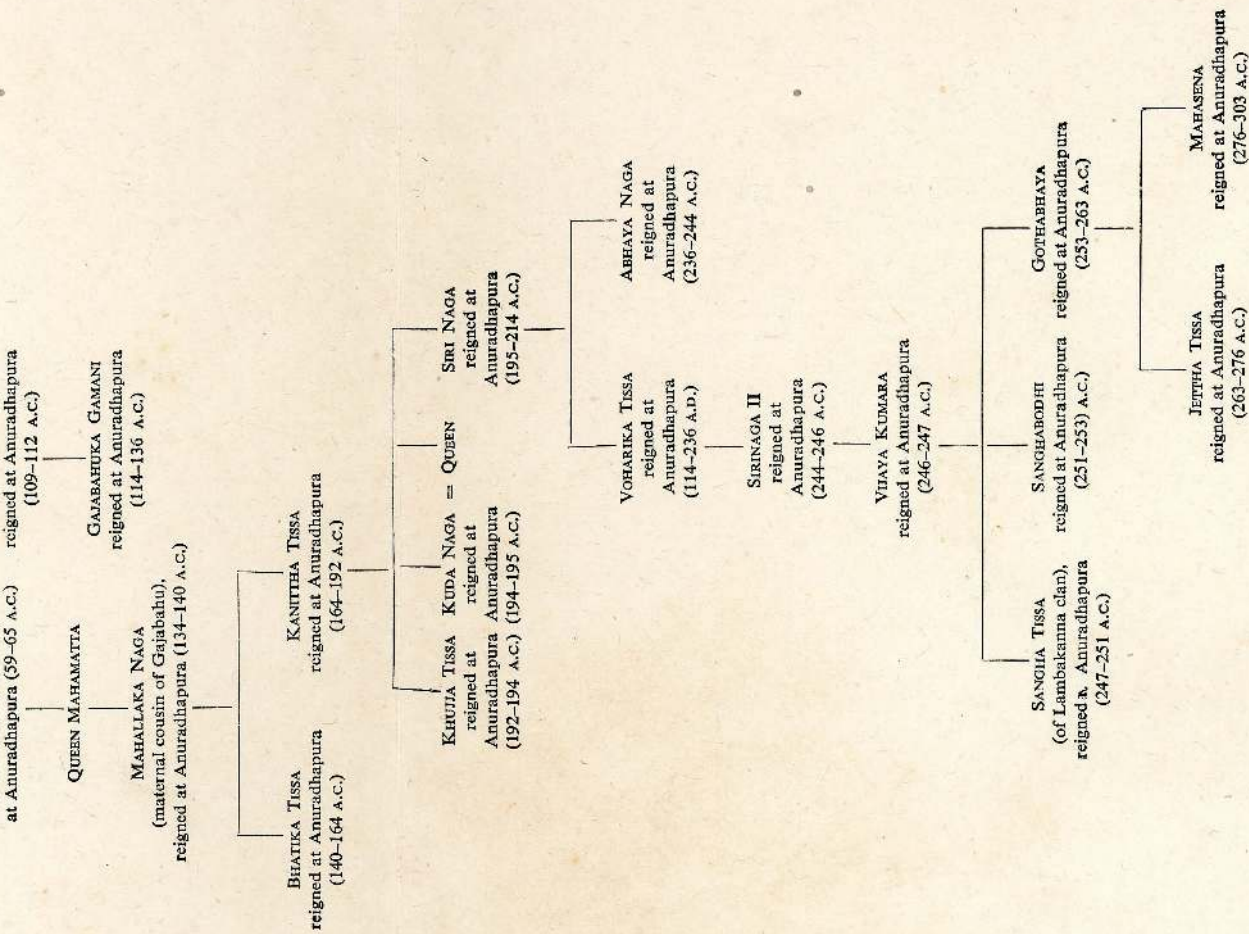 at Anuradhapura (59–65 A.C.)
reigned at Anuradhapura
(109–112 A.C.)
QUEEN MAHAMATTA
GAJABAHUKA GAMANI
reigned at Anuradhapura
(114–136 A.C.)
MAHALLAKA NAGA
(maternal cousin of Gajabahu),
reigned at Anuradhapura (134–140 A.C.)
BHATIKA TISSA
reigned at Anuradhapura
(140–164 A.C.)
KANITTHA TISSA
reigned at Anuradhapura
(164–192 A.C.)
KHUJJA TISSA
reigned at
Anuradhapura
(192–194 A.C.)
KUDA NAGA = QUEEN
reigned at
Anuradhapura
(194–195 A.C.)
SIRI NAGA
reigned at
Anuradhapura
(195–214 A.C.)
VOHARIKA TISSA
reigned at
Anuradhapura
(114–236 A.D.)
ABHAYA NAGA
reigned at
Anuradhapura
(236–244 A.C.)
SIRINAGA II
reigned at
Anuradhapura
(244–246 A.C.)
VIJAYA KUMARA
reigned at Anuradhapura
(246–247 A.C.)
SANGHA TISSA
(of Lambakanna clan),
reigned a Anuradhapura
(247–251 A.C.)
SANGHABODHI
reigned at Anuradhapura
(251–253) A.C.)
GOTHABHAYA
reigned at Anuradhapura
(253–263 A.C.)
JETTHA TISSA
reigned at Anuradhapura
(263–276 A.C.)
MAHASENA
reigned at Anuradhapura
(276–303 A.C.)